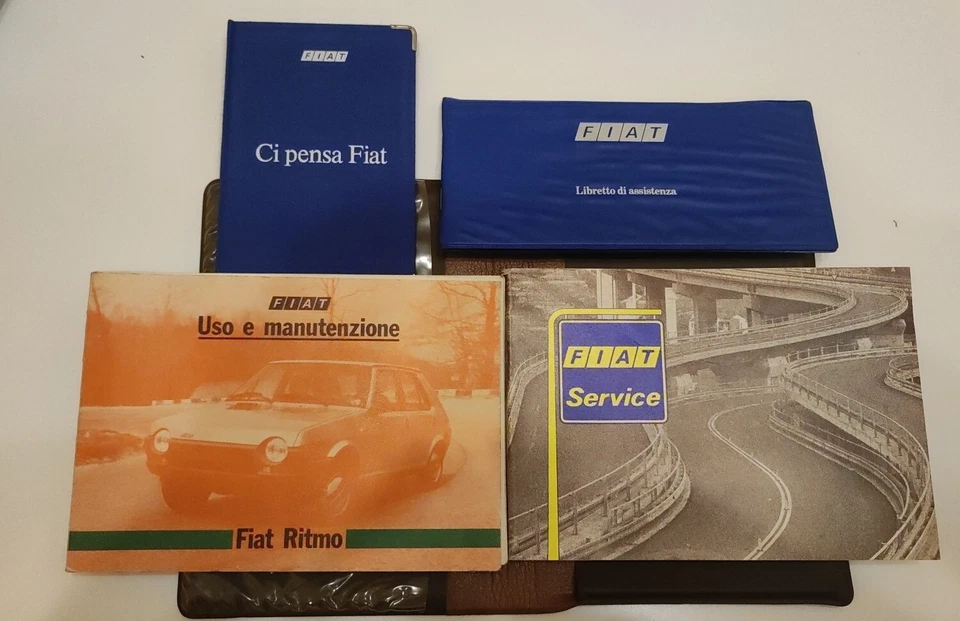 FIAT
Ci pensa Fiat
FIAT
Libretto di assistenza
FIAT
Uso e manutenzione
Fiat Ritmo
FIAT
Service